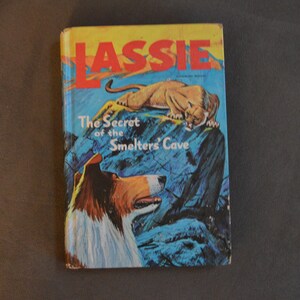 LASSIE
The Secret
of the
Smelters' Cave